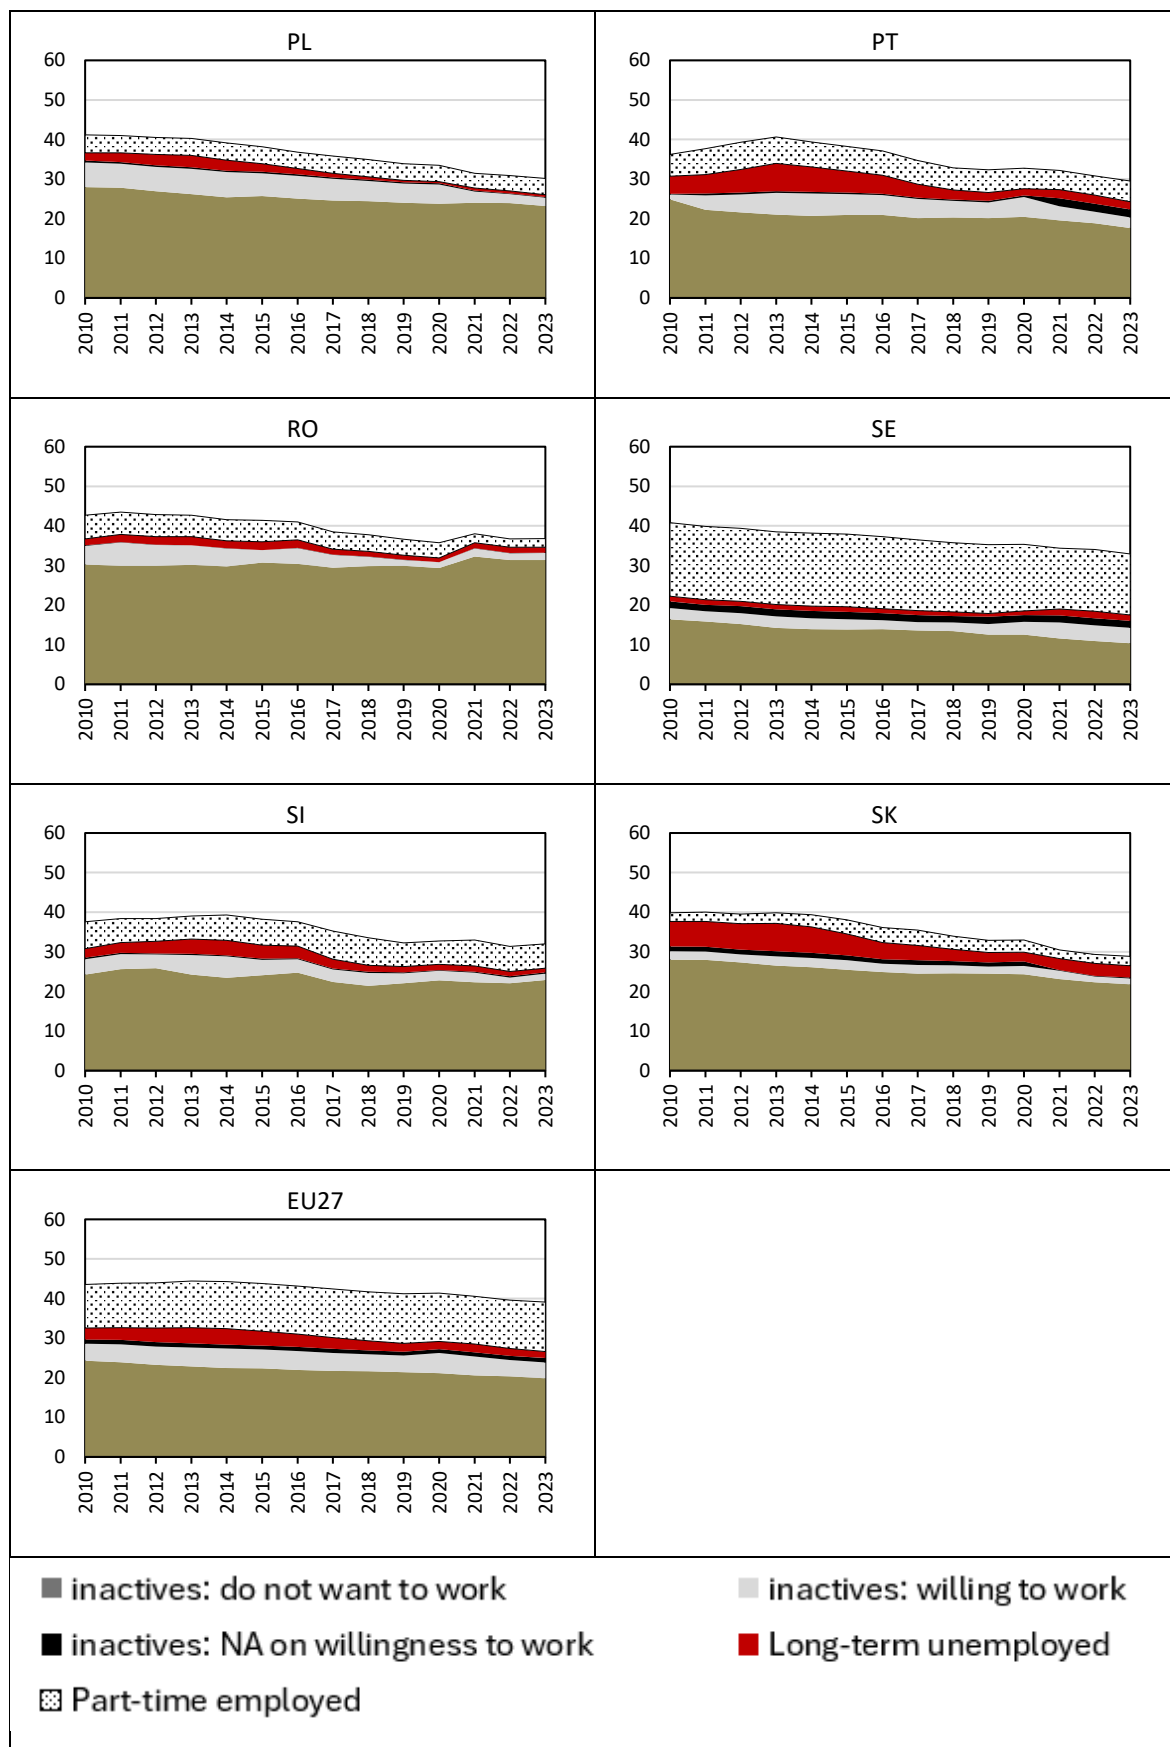 PL
60
50
40
30
20
10
0
2010 2011 2012 2013 2014 2015 2016 2017 2018 2019 2020 2021 2022 2023
PT
60
50
40
30
20
10
0
2010 2011 2012 2013 2014 2015 2016 2017 2018 2019 2020 2021 2022 2023
RO
60
50
40
30
20
10
0
2010 2011 2012 2013 2014 2015 2016 2017 2018 2019 2020 2021 2022 2023
SE
60
50
40
30
20
10
0
2010 2011 2012 2013 2014 2015 2016 2017 2018 2019 2020 2021 2022 2023
SI
60
50
40
30
20
10
0
2010 2011 2012 2013 2014 2015 2016 2017 2018 2019 2020 2021 2022 2023
SK
60
50
40
30
20
10
0
2010 2011 2012 2013 2014 2015 2016 2017 2018 2019 2020 2021 2022 2023
EU27
60
50
40
30
20
10
0
2010 2011 2012 2013 2014 2015 2016 2017 2018 2019 2020 2021 2022 2023
inactives: do not want to work
inactives: willing to work
inactives: NA on willingness to work
Long-term unemployed
Part-time employed